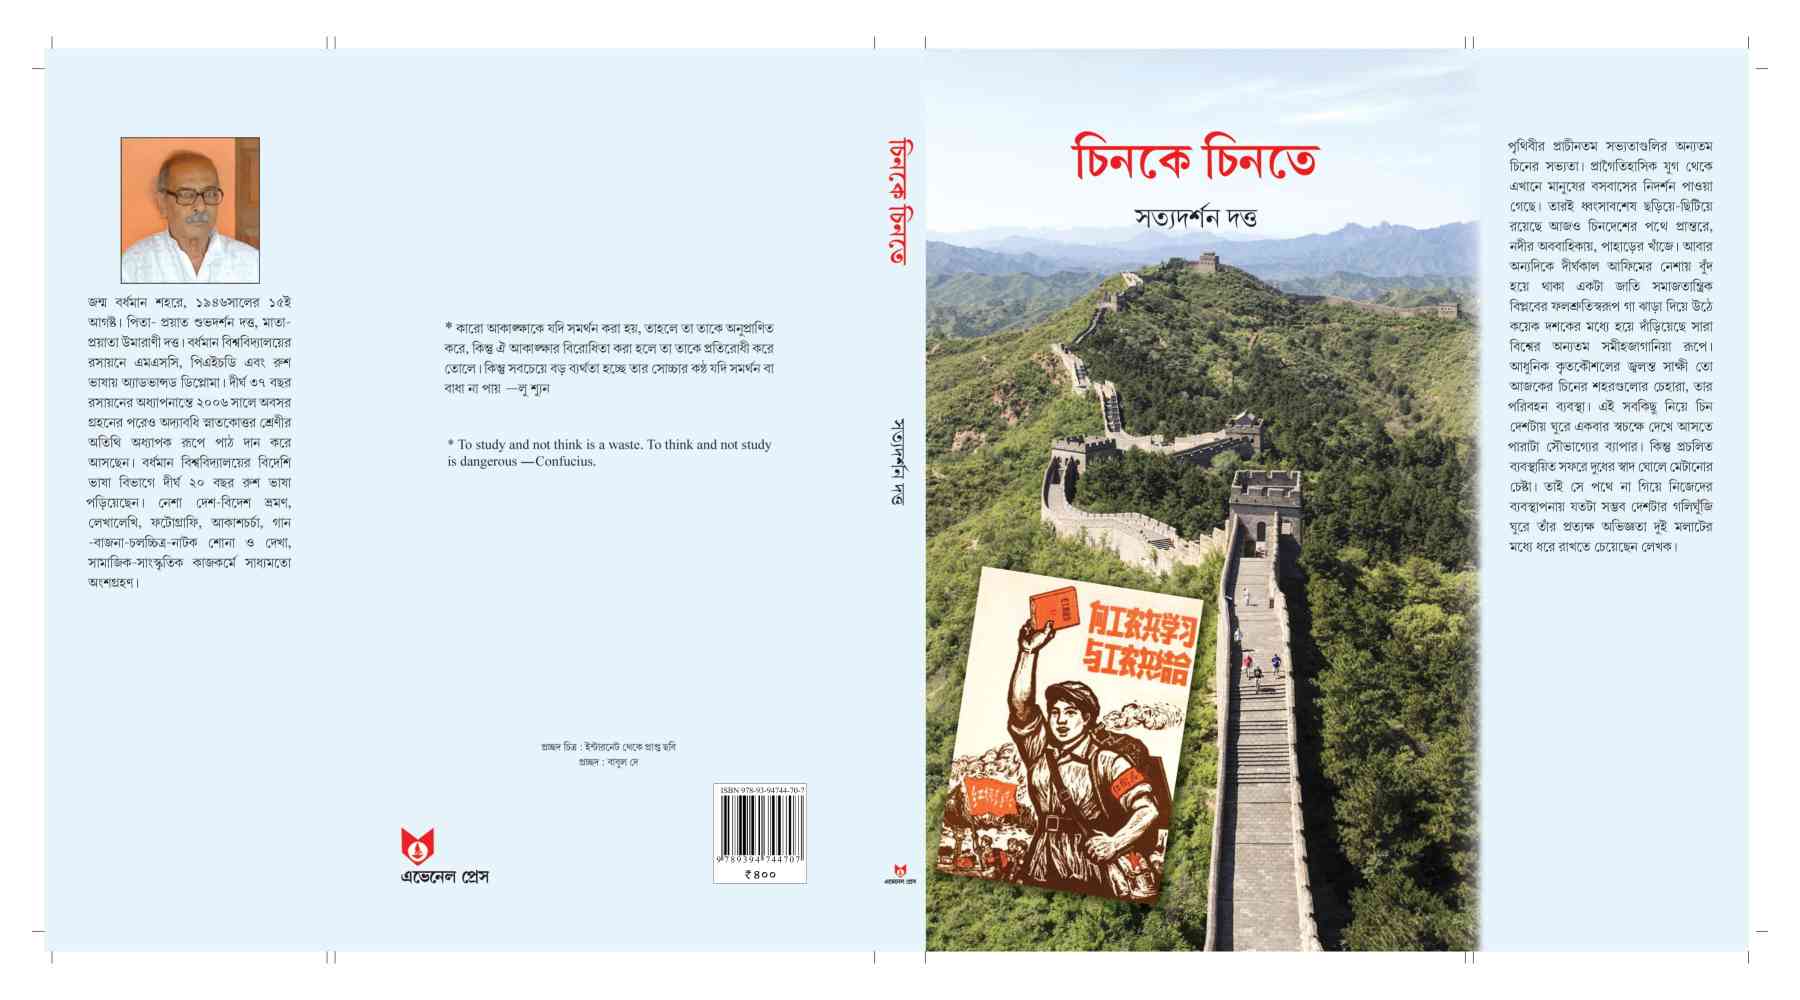 জন্ম বর্ধমান শহরে, ১৯৪৬সালের ১৫ই
আগষ্ট। পিতা- প্রয়াত শুভদর্শন দত্ত, মাতা-
প্রয়াতা উমারাণী দত্ত। বর্ধমান বিশ্ববিদ্যালয়ের
রসায়নে এমএসসি, পিএইচডি এবং রুশ
ভাষায় অ্যাডভান্সড ডিপ্লোমা। দীর্ঘ ৩৭ বছর
রসায়নের অধ্যাপনান্তে ২০০৬ সালে অবসর
গ্রহনের পরেও অদ্যাবধি স্নাতকোত্তর শ্রেণীর
অতিথি অধ্যাপক রূপে পাঠ দান করে
আসছেন। বর্ধমান বিশ্ববিদ্যালয়ের বিদেশি
ভাষা বিভাগে দীর্ঘ ২০ বছর রুশ ভাষা
পড়িয়েছেন। নেশা দেশ-বিদেশ ভ্রমণ,
লেখালেখি, ফটোগ্রাফি, আকাশচর্চা, গান
-বাজনা-চলচ্চিত্র-নাটক শোনা ও দেখা,
সামাজিক-সাংস্কৃতিক কাজকর্মে সাধ্যমতো
অংশগ্রহণ।
* কারো আকাঙ্ক্ষাকে যদি সমর্থন করা হয়, তাহলে তা তাকে অনুপ্রাণিত
করে, কিন্তু ঐ আকাঙ্ক্ষার বিরোধিতা করা হলে তা তাকে প্রতিরোধী করে
তোলে। কিন্তু সবচেয়ে বড় ব্যর্থতা হচ্ছে তার সোচ্চার কণ্ঠ যদি সমর্থন বা
বাধা না পায় —লু শ্যুন
* To study and not think is a waste. To think and not study
is dangerous —Confucius.
প্রচ্ছদ চিত্র : ইন্টারনেট থেকে প্রাপ্ত ছবি
প্রচ্ছদ : বাবুল দে
এভেনেল প্রেস
ISBN 978-93-94744-70-7
9 789394 744707
₹ ৪০০
চিনকে চিনতে
সত্যদর্শন দত্ত
এভেনেল প্রেস
চিনকে চিনতে
সত্যদর্শন দত্ত
向工农兵学习
与工农兵结合
পৃথিবীর প্রাচীনতম সভ্যতাগুলির অন্যতম
চিনের সভ্যতা। প্রাগৈতিহাসিক যুগ থেকে
এখানে মানুষের বসবাসের নিদর্শন পাওয়া
গেছে। তারই ধ্বংসাবশেষ ছড়িয়ে-ছিটিয়ে
রয়েছে আজও চিনদেশের পথে প্রান্তরে,
নদীর অববাহিকায়, পাহাড়ের খাঁজে। আবার
অন্যদিকে দীর্ঘকাল আফিমের নেশায় বুঁদ
হয়ে থাকা একটা জাতি সমাজতান্ত্রিক
বিপ্লবের ফলশ্রুতিস্বরূপ গা ঝাড়া দিয়ে উঠে
কয়েক দশকের মধ্যে হয়ে দাঁড়িয়েছে সারা
বিশ্বের অন্যতম সমীহজাগানিয়া রূপে।
আধুনিক কৃতকৌশলের জ্বলন্ত সাক্ষী তো
আজকের চিনের শহরগুলোর চেহারা, তার
পরিবহন ব্যবস্থা। এই সবকিছু নিয়ে চিন
দেশটায় ঘুরে একবার স্বচক্ষে দেখে আসতে
পারাটা সৌভাগ্যের ব্যাপার। কিন্তু প্রচলিত
ব্যবস্থায়িত সফরে দুধের স্বাদ ঘোলে মেটানোর
চেষ্টা। তাই সে পথে না গিয়ে নিজেদের
ব্যবস্থাপনায় যতটা সম্ভব দেশটার গলিঘুঁজি
ঘুরে তাঁর প্রত্যক্ষ অভিজ্ঞতা দুই মলাটের
মধ্যে ধরে রাখতে চেয়েছেন লেখক।